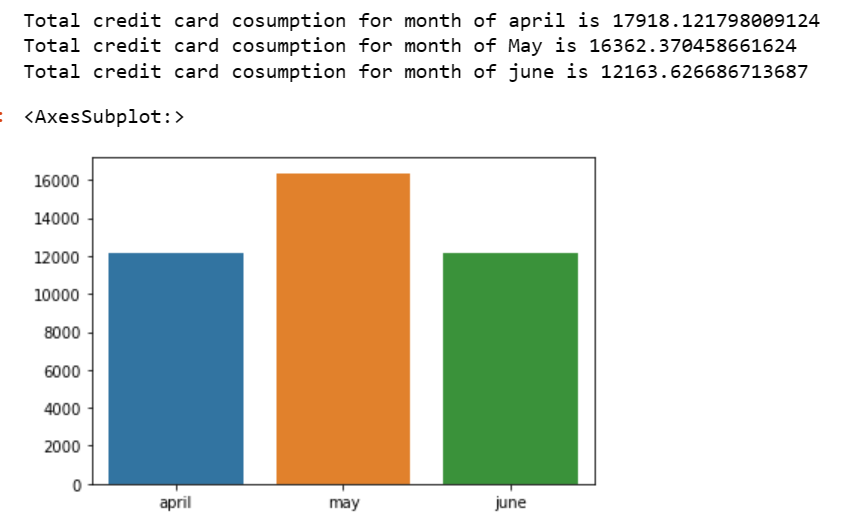 Total credit card cosumption for month of april is 17918.121798009124
Total credit card cosumption for month of May is 16362.370458661624
Total credit card cosumption for month of june is 12163.626686713687
: <AxesSubplot:>
16000
14000
12000
10000
8000
6000
4000
2000
0
april may june